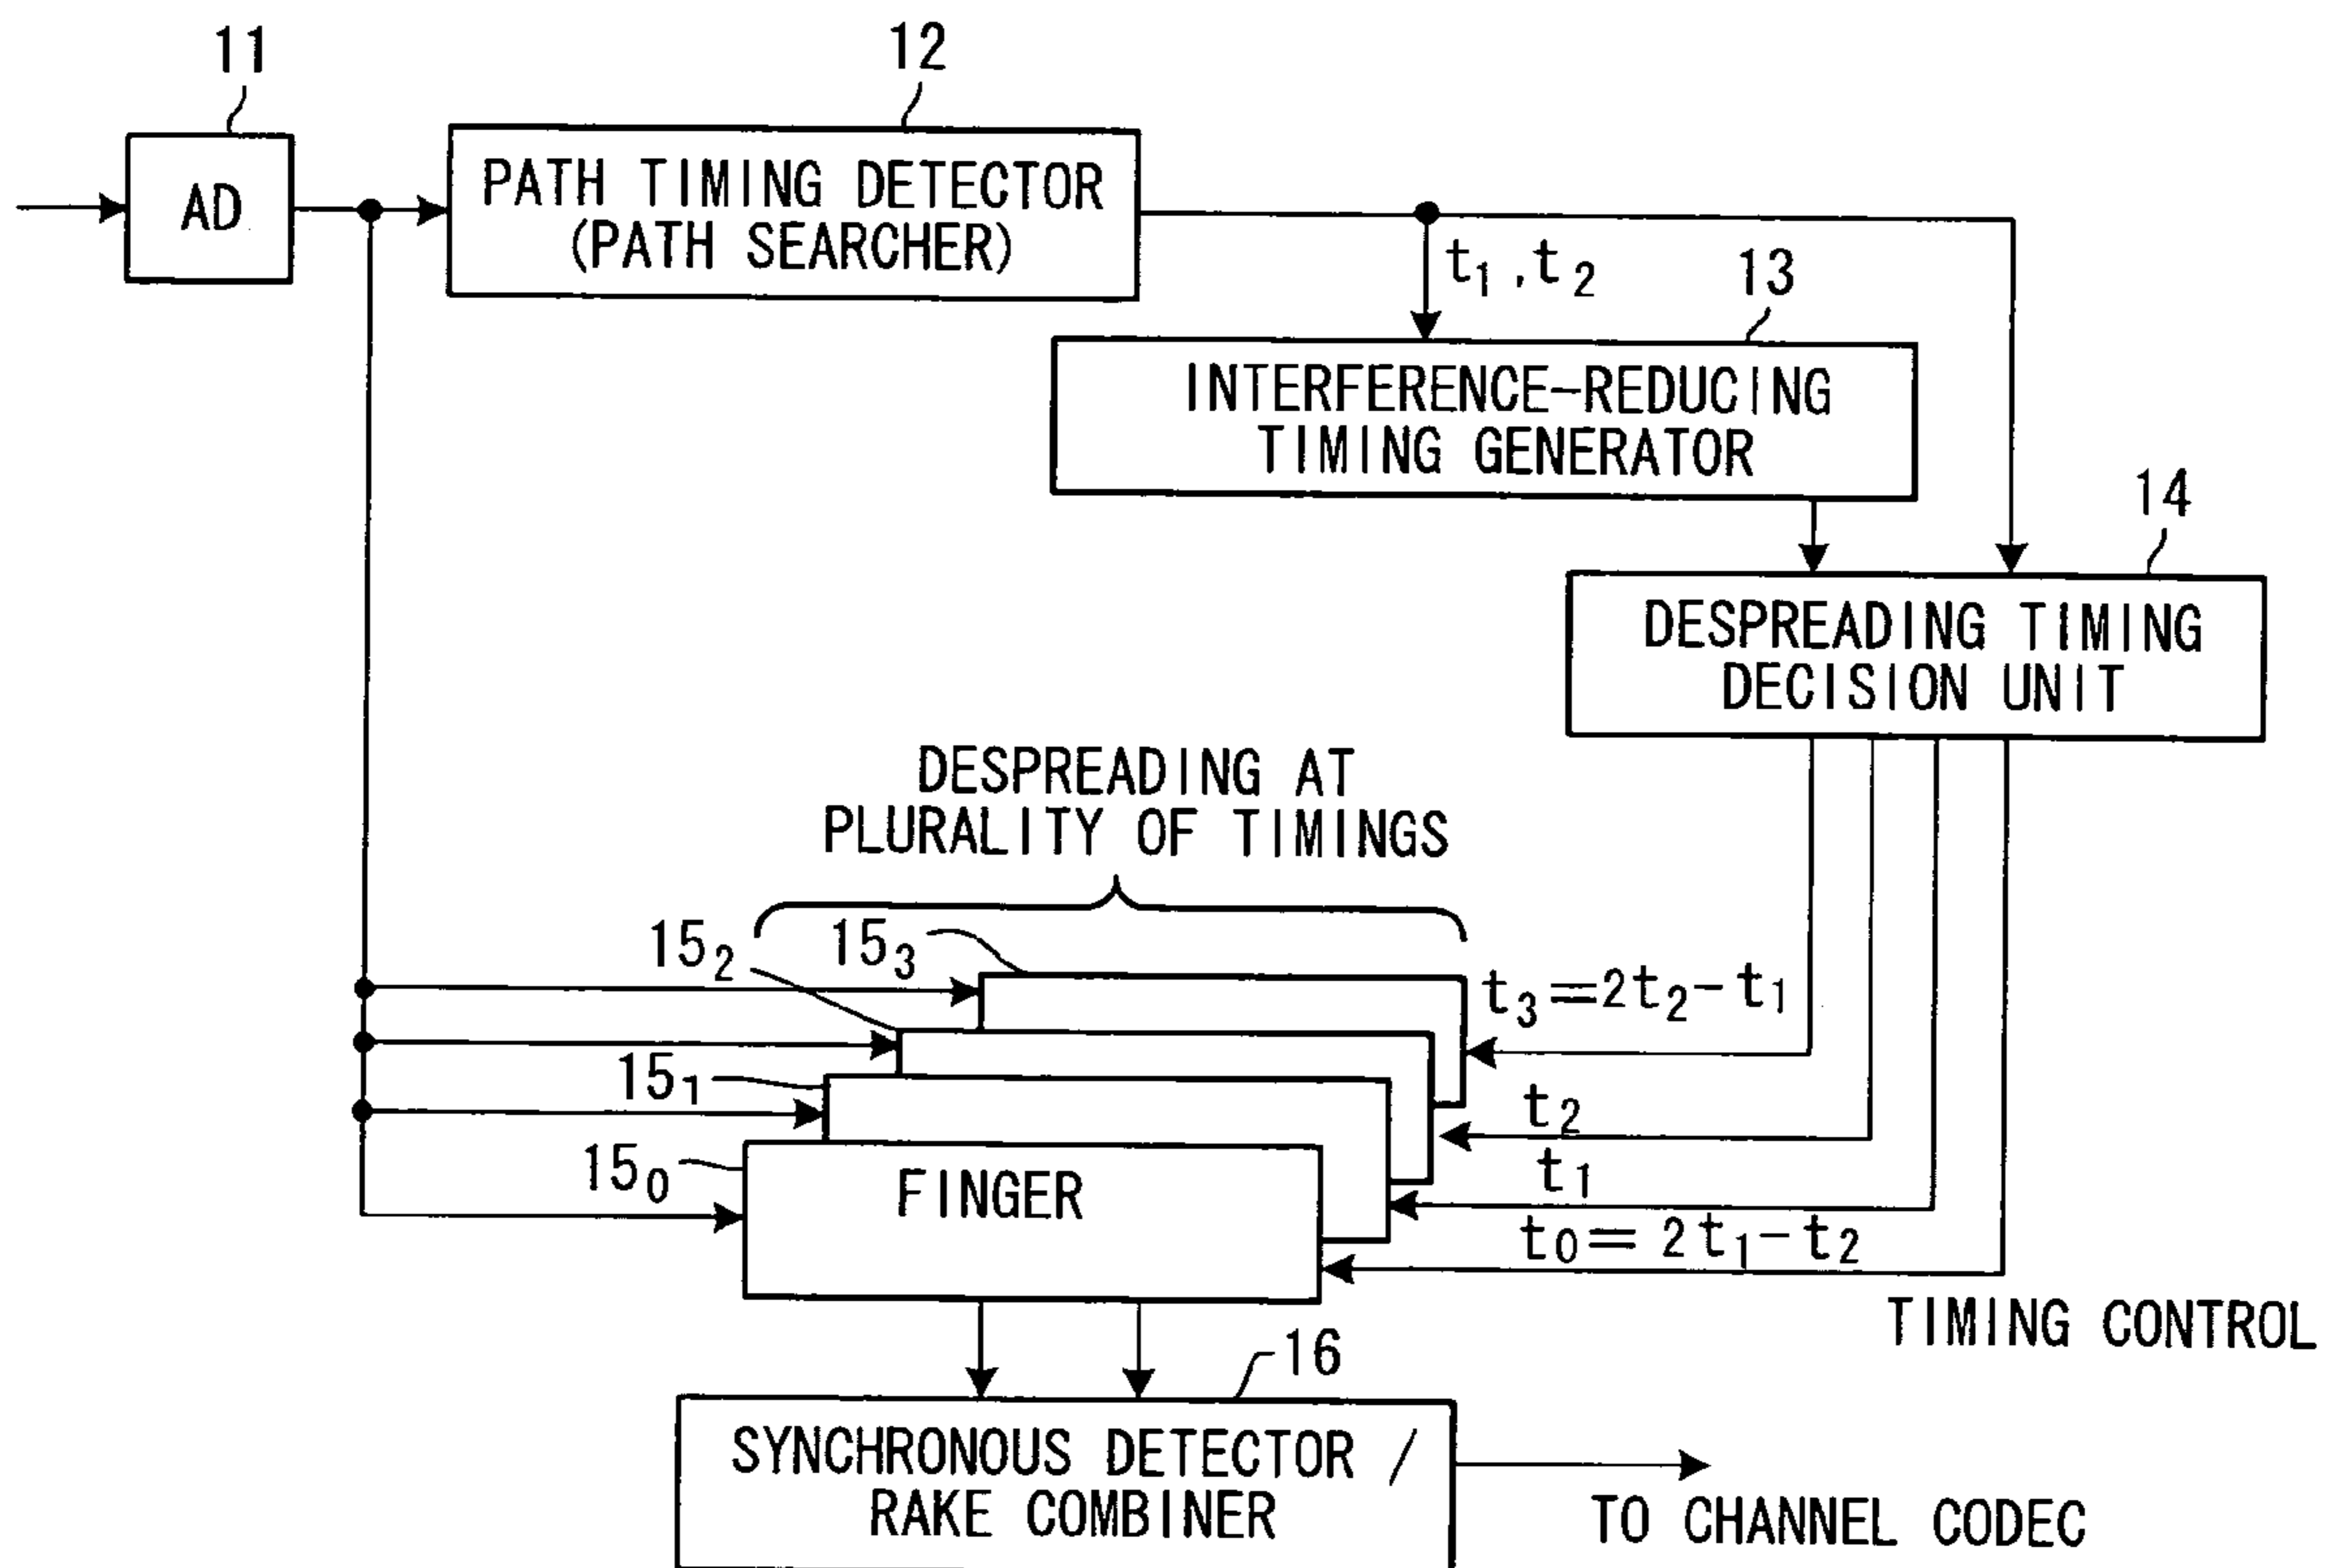 11
12
AD
PATH TIMING DETECTOR
(PATH SEARCHER)
t₁, t₂
13
INTERFERENCE-REDUCING
TIMING GENERATOR
14
DESPREADING TIMING
DECISION UNIT
DESPREADING AT
PLURALITY OF TIMINGS
15₂
15₃
t₃=2t₂-t₁
15₁
t₂
15₀
FINGER
t₁
t₀=2t₁-t₂
TIMING CONTROL
16
SYNCHRONOUS DETECTOR /
RAKE COMBINER
TO CHANNEL CODEC